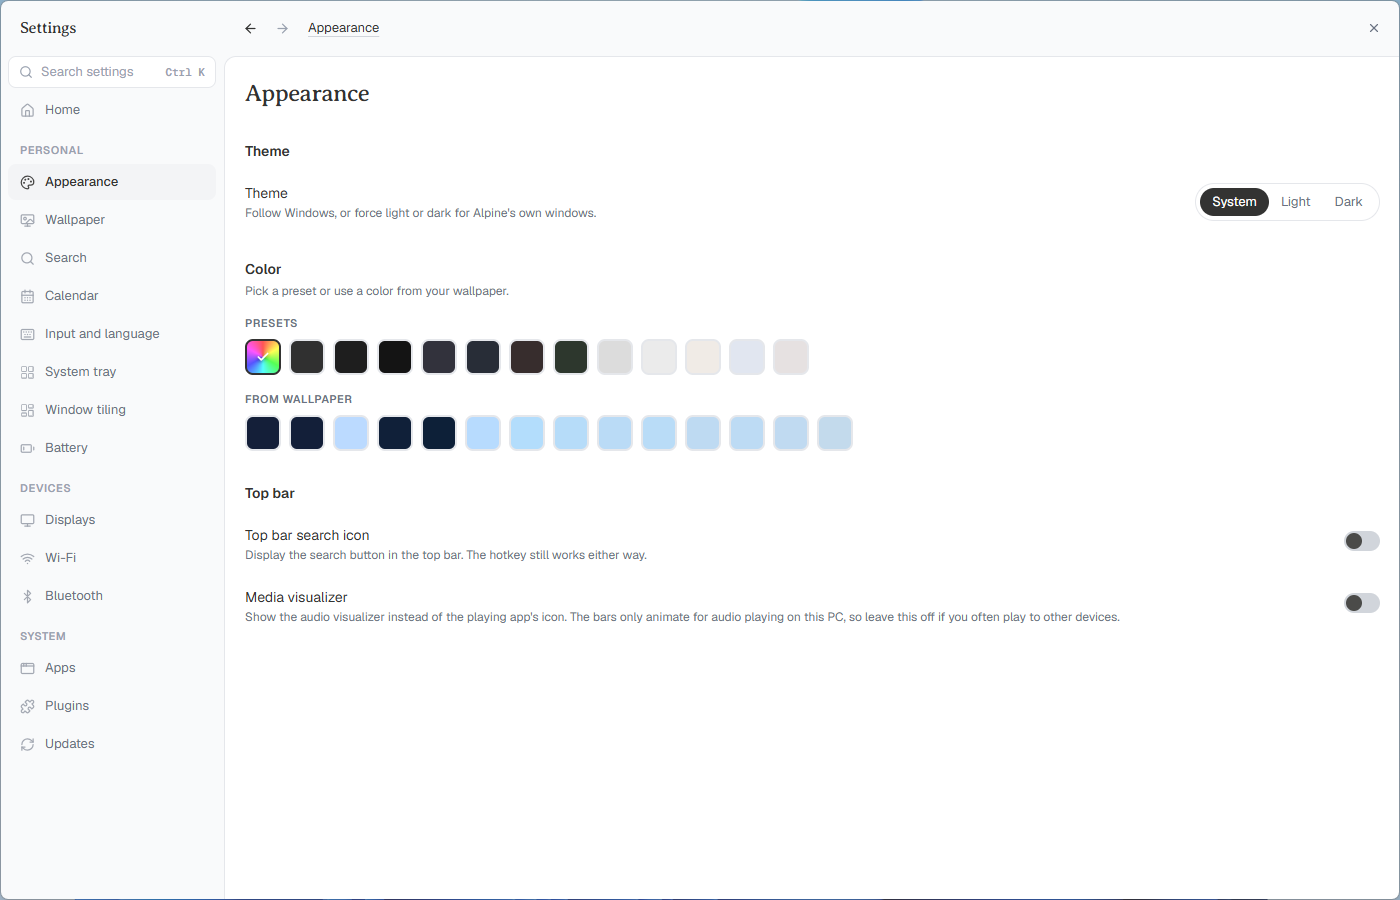 Settings
Appearance
Search settings
Ctrl K
Home
PERSONAL
Appearance
Wallpaper
Search
Calendar
Input and language
System tray
Window tiling
Battery
DEVICES
Displays
Wi-Fi
Bluetooth
SYSTEM
Apps
Plugins
Updates
Appearance
Theme
Theme
Follow Windows, or force light or dark for Alpine's own windows.
System
Light
Dark
Color
Pick a preset or use a color from your wallpaper.
PRESETS
FROM WALLPAPER
Top bar
Top bar search icon
Display the search button in the top bar. The hotkey still works either way.
Media visualizer
Show the audio visualizer instead of the playing app's icon. The bars only animate for audio playing on this PC, so leave this off if you often play to other devices.